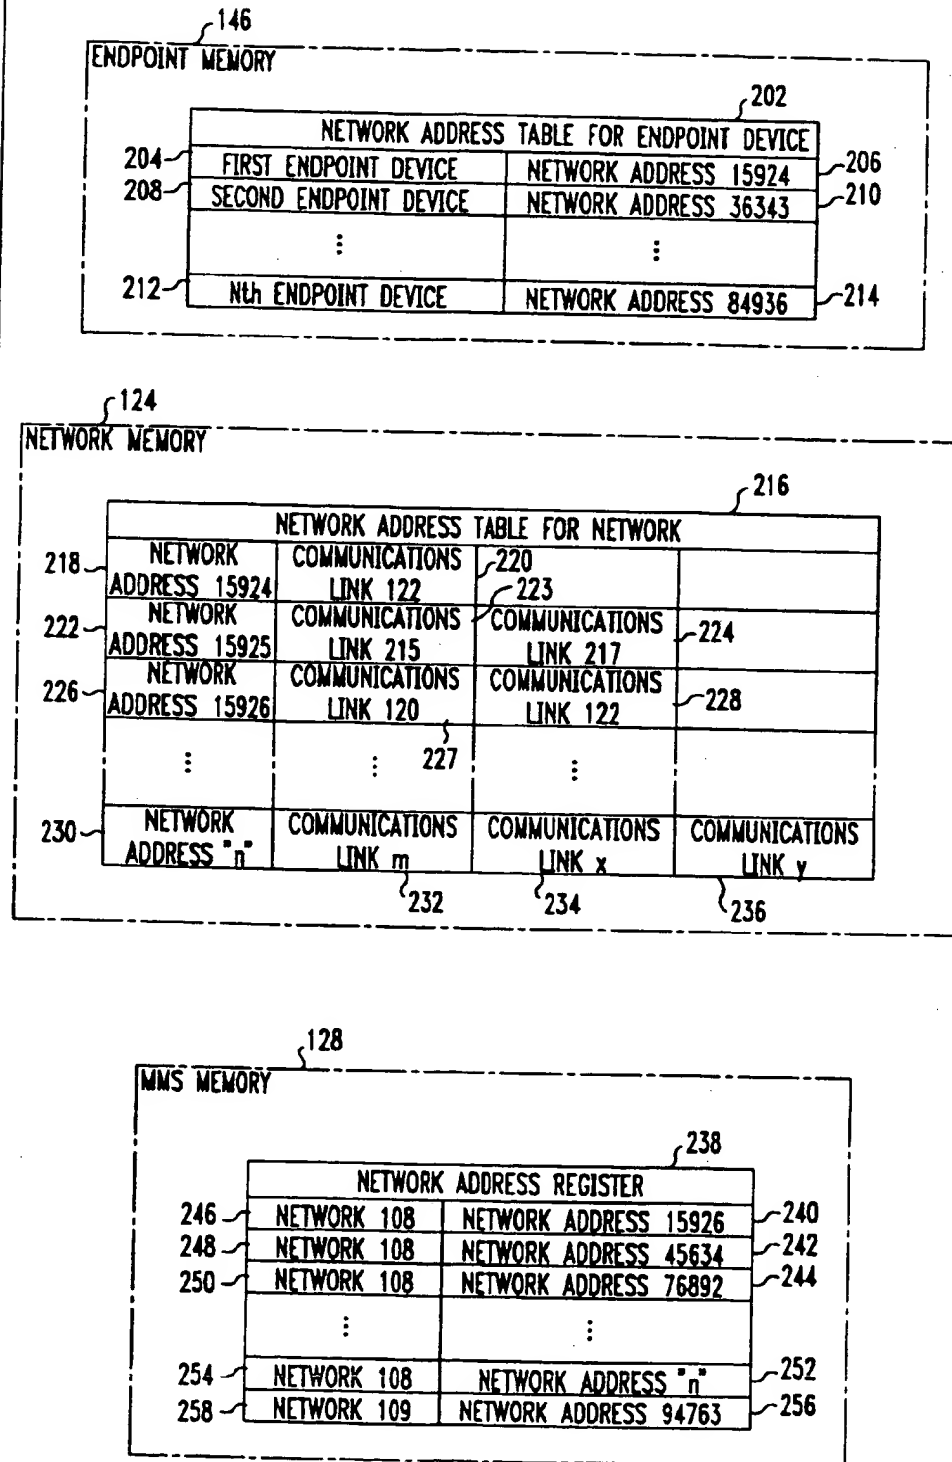 146
ENDPOINT MEMORY
202
NETWORK ADDRESS TABLE FOR ENDPOINT DEVICE
204 FIRST ENDPOINT DEVICE NETWORK ADDRESS 15924 206
208 SECOND ENDPOINT DEVICE NETWORK ADDRESS 36343 210
⋮ ⋮
212 Nth ENDPOINT DEVICE NETWORK ADDRESS 84936 214
124
NETWORK MEMORY
216
NETWORK ADDRESS TABLE FOR NETWORK
218 NETWORK COMMUNICATIONS 220
ADDRESS 15924 LINK 122
223
222 NETWORK COMMUNICATIONS COMMUNICATIONS 224
ADDRESS 15925 LINK 215 LINK 217
226 NETWORK COMMUNICATIONS COMMUNICATIONS 228
ADDRESS 15926 LINK 120 LINK 122
227
⋮ ⋮ ⋮
230 NETWORK COMMUNICATIONS COMMUNICATIONS COMMUNICATIONS
ADDRESS "n" LINK m LINK x LINK y
232 234 236
128
MMS MEMORY
238
NETWORK ADDRESS REGISTER
246 NETWORK 108 NETWORK ADDRESS 15926 240
248 NETWORK 108 NETWORK ADDRESS 45634 242
250 NETWORK 108 NETWORK ADDRESS 76892 244
⋮ ⋮
254 NETWORK 108 NETWORK ADDRESS "n" 252
258 NETWORK 109 NETWORK ADDRESS 94763 256